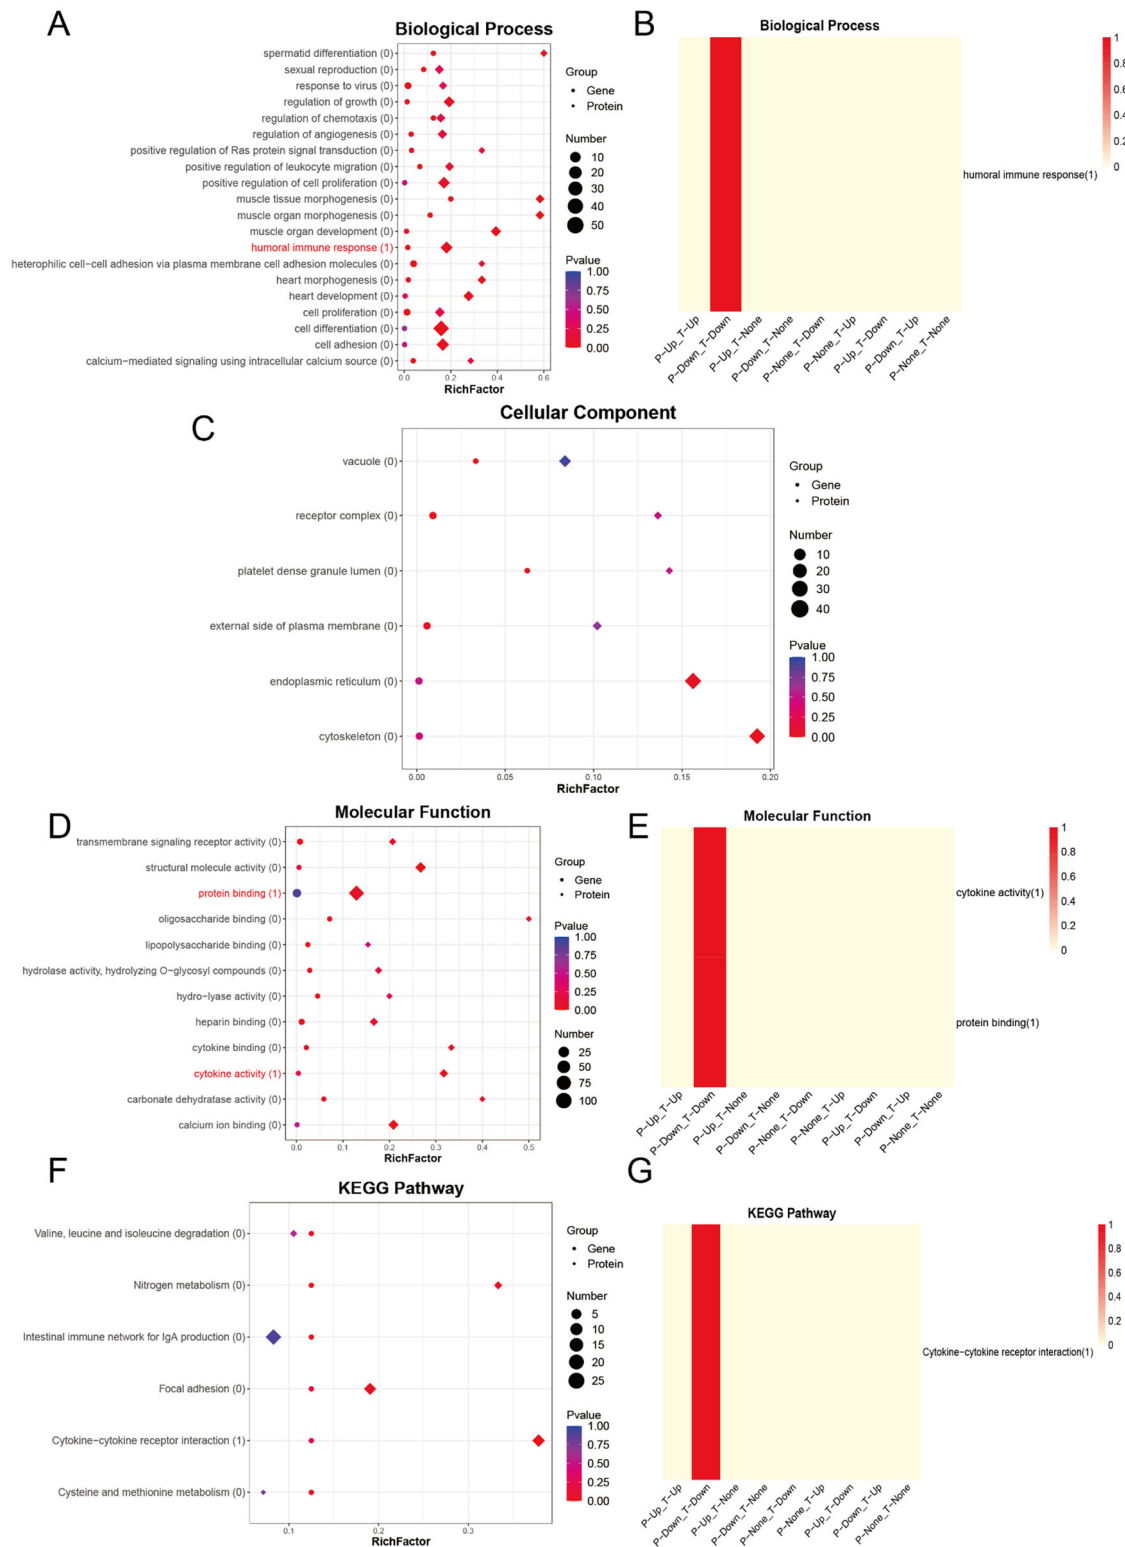 A
Biological Process
spermatid differentiation (0)
sexual reproduction (0)
response to virus (0)
regulation of growth (0)
regulation of chemotaxis (0)
regulation of angiogenesis (0)
positive regulation of Ras protein signal transduction (0)
positive regulation of leukocyte migration (0)
positive regulation of cell proliferation (0)
muscle tissue morphogenesis (0)
muscle organ morphogenesis (0)
muscle organ development (0)
humoral immune response (1)
heterophilic cell-cell adhesion via plasma membrane cell adhesion molecules (0)
heart morphogenesis (0)
heart development (0)
cell proliferation (0)
cell differentiation (0)
cell adhesion (0)
calcium-mediated signaling using intracellular calcium source (0)
0.0 0.2 0.4 0.6
RichFactor
Group
Gene
Protein
Number
10
20
30
40
50
Pvalue
1.00
0.75
0.50
0.25
0.00
B
Biological Process
1
0.8
0.6
0.4
0.2
0
humoral immune response(1)
P-Up_T-Up
P-Down_T-Down
P-Up_T-None
P-Down_T-None
P-None_T-Down
P-None_T-Up
P-Up_T-Down
P-Down_T-Up
P-None_T-None
C
Cellular Component
vacuole (0)
receptor complex (0)
platelet dense granule lumen (0)
external side of plasma membrane (0)
endoplasmic reticulum (0)
cytoskeleton (0)
0.00 0.05 0.10 0.15 0.20
RichFactor
Group
Gene
Protein
Number
10
20
30
40
Pvalue
1.00
0.75
0.50
0.25
0.00
D
Molecular Function
transmembrane signaling receptor activity (0)
structural molecule activity (0)
protein binding (1)
oligosaccharide binding (0)
lipopolysaccharide binding (0)
hydrolase activity, hydrolyzing O-glycosyl compounds (0)
hydro-lyase activity (0)
heparin binding (0)
cytokine binding (0)
cytokine activity (1)
carbonate dehydratase activity (0)
calcium ion binding (0)
0.0 0.1 0.2 0.3 0.4 0.5
RichFactor
Group
Gene
Protein
Pvalue
1.00
0.75
0.50
0.25
0.00
Number
25
50
75
100
E
Molecular Function
1
0.8
0.6
0.4
0.2
0
cytokine activity(1)
protein binding(1)
P-Up_T-Up
P-Down_T-Down
P-Up_T-None
P-Down_T-None
P-None_T-Down
P-None_T-Up
P-Up_T-Down
P-Down_T-Up
P-None_T-None
F
KEGG Pathway
Valine, leucine and isoleucine degradation (0)
Nitrogen metabolism (0)
Intestinal immune network for IgA production (0)
Focal adhesion (0)
Cytokine-cytokine receptor interaction (1)
Cysteine and methionine metabolism (0)
0.1 0.2 0.3
RichFactor
Group
Gene
Protein
Number
5
10
15
20
25
Pvalue
1.00
0.75
0.50
0.25
0.00
G
KEGG Pathway
1
0.8
0.6
0.4
0.2
0
Cytokine-cytokine receptor interaction(1)
P-Up_T-Up
P-Down_T-Down
P-Up_T-None
P-Down_T-None
P-None_T-Down
P-None_T-Up
P-Up_T-Down
P-Down_T-Up
P-None_T-None